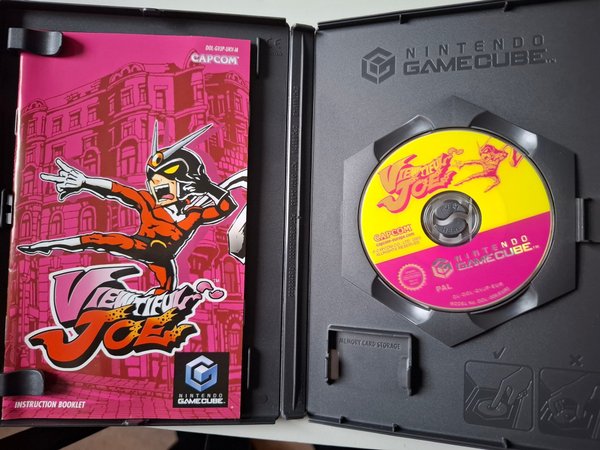 DOL-GVJP-UKV-M
CAPCOM
VIEWTIFUL
JOE
INSTRUCTION BOOKLET
NINTENDO
GAMECUBE
NINTENDO
GAMECUBE
VIEWTIFUL
JOE
CAPCOM
NINTENDO
GAMECUBE
PAL
MEMORY CARD STORAGE